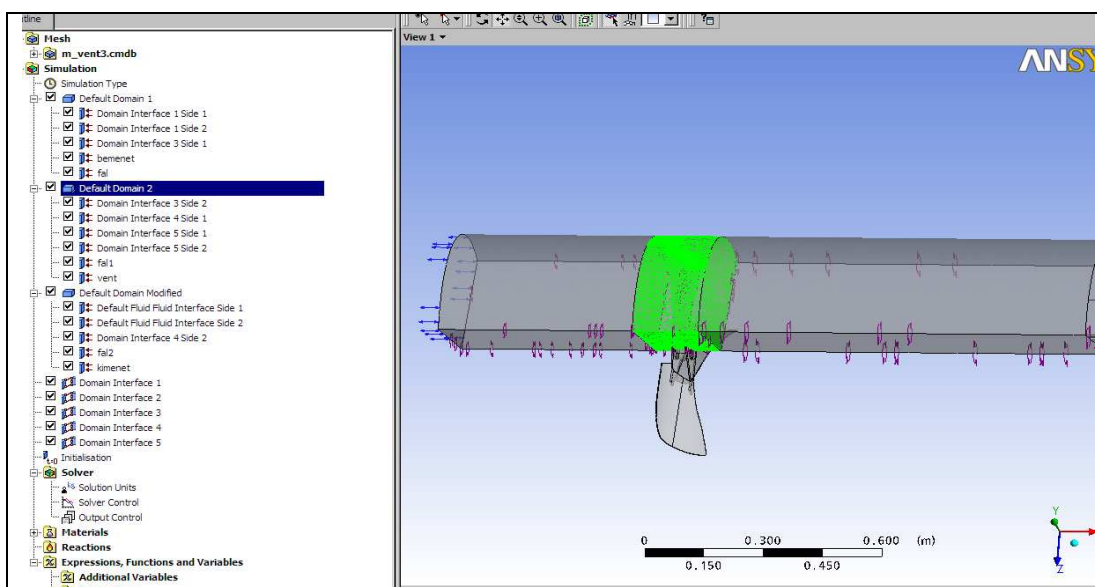 utline
View 1
Mesh
m_vent3.cmdb
Simulation
Simulation Type
Default Domain 1
Domain Interface 1 Side 1
Domain Interface 1 Side 2
Domain Interface 3 Side 1
bemenet
fal
Default Domain 2
Domain Interface 3 Side 2
Domain Interface 4 Side 1
Domain Interface 5 Side 1
Domain Interface 5 Side 2
fal1
vent
Default Domain Modified
Default Fluid Fluid Interface Side 1
Default Fluid Fluid Interface Side 2
Domain Interface 4 Side 2
fal2
kimenet
Domain Interface 1
Domain Interface 2
Domain Interface 3
Domain Interface 4
Domain Interface 5
t=0 Initialisation
Solver
Solution Units
Solver Control
Output Control
Materials
Reactions
Expressions, Functions and Variables
Additional Variables
ANSY
0 0.300 0.600 (m)
0.150 0.450
Y
Z